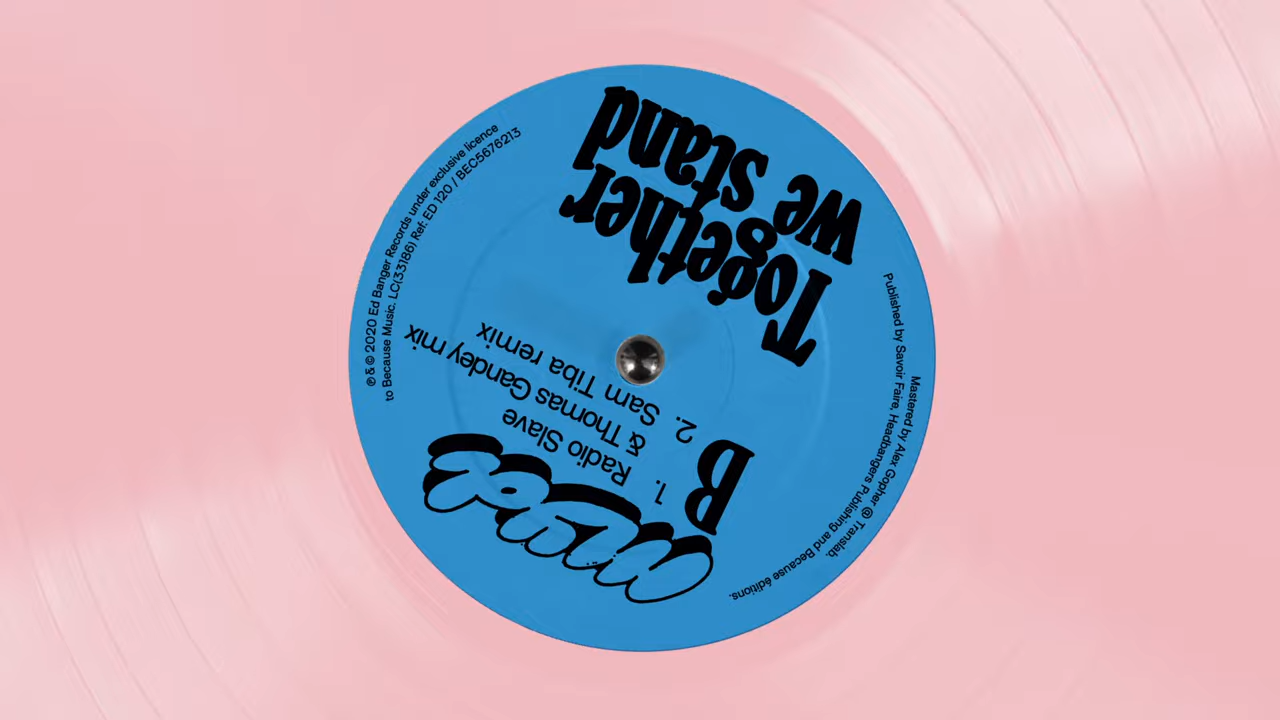 Myd
B
1.
Radio Slave
& Thomas Gandey mix
2. Sam Tiba remix
Together
we stand
℗ & © 2020 Ed Banger Records under exclusive licence
to Because Music. LC(33186) Ref: ED 120 / BEC5676213
Mastered by Alex Gopher @ Translab.
Published by Savoir Faire, Headbangers Publishing and Because éditions.